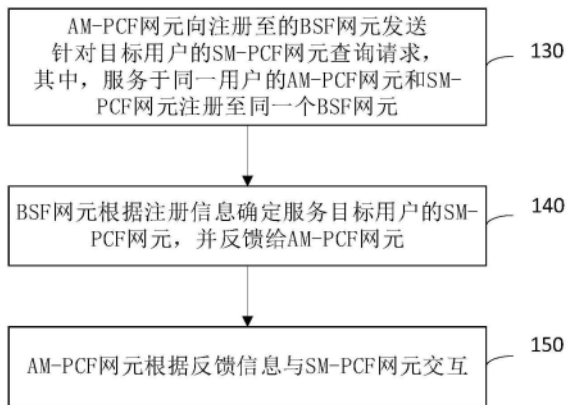 AM-PCF网元向注册至的BSF网元发送
针对目标用户的SM-PCF网元查询请求，
其中，服务于同一用户的AM-PCF网元和SM-
PCF网元注册至同一个BSF网元
130
BSF网元根据注册信息确定服务目标用户的SM-
PCF网元，并反馈给AM-PCF网元
140
AM-PCF网元根据反馈信息与SM-PCF网元交互
150